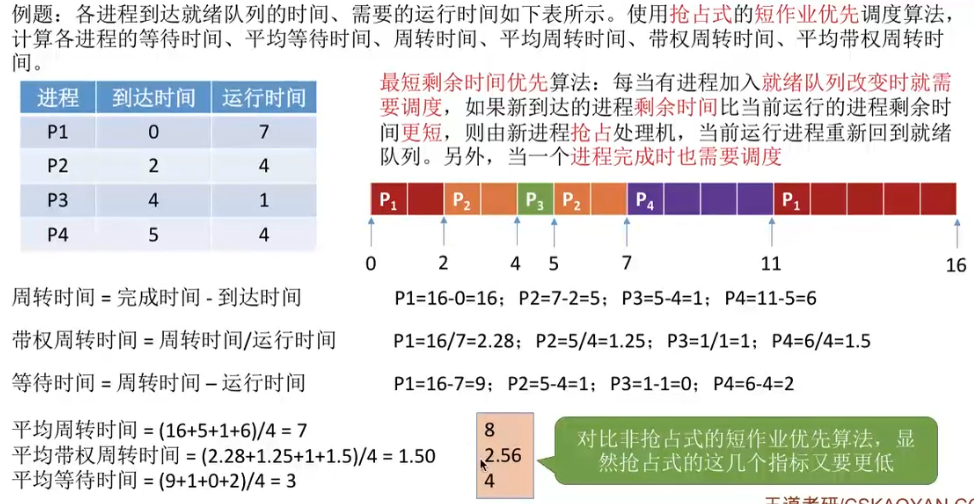 例题：各进程到达就绪队列的时间、需要的运行时间如下表所示。使用抢占式的短作业优先调度算法，
计算各进程的等待时间、平均等待时间、周转时间、平均周转时间、带权周转时间、平均带权周转时
间。
进程 到达时间 运行时间
P1 0 7
P2 2 4
P3 4 1
P4 5 4
最短剩余时间优先算法：每当有进程加入就绪队列改变时就需
要调度，如果新到达的进程剩余时间比当前运行的进程剩余时
间更短，则由新进程抢占处理机，当前运行进程重新回到就绪
队列。另外，当一个进程完成时也需要调度
P1 P2 P3 P2 P4 P1
0 2 4 5 7 11 16
周转时间 = 完成时间 - 到达时间 P1=16-0=16；P2=7-2=5；P3=5-4=1；P4=11-5=6
带权周转时间 = 周转时间/运行时间 P1=16/7=2.28；P2=5/4=1.25；P3=1/1=1；P4=6/4=1.5
等待时间 = 周转时间 – 运行时间 P1=16-7=9；P2=5-4=1；P3=1-1=0；P4=6-4=2
平均周转时间 = (16+5+1+6)/4 = 7
平均带权周转时间 = (2.28+1.25+1+1.5)/4 = 1.50
平均等待时间 = (9+1+0+2)/4 = 3
8
2.56
4
对比非抢占式的短作业优先算法，显
然抢占式的这几个指标又要更低